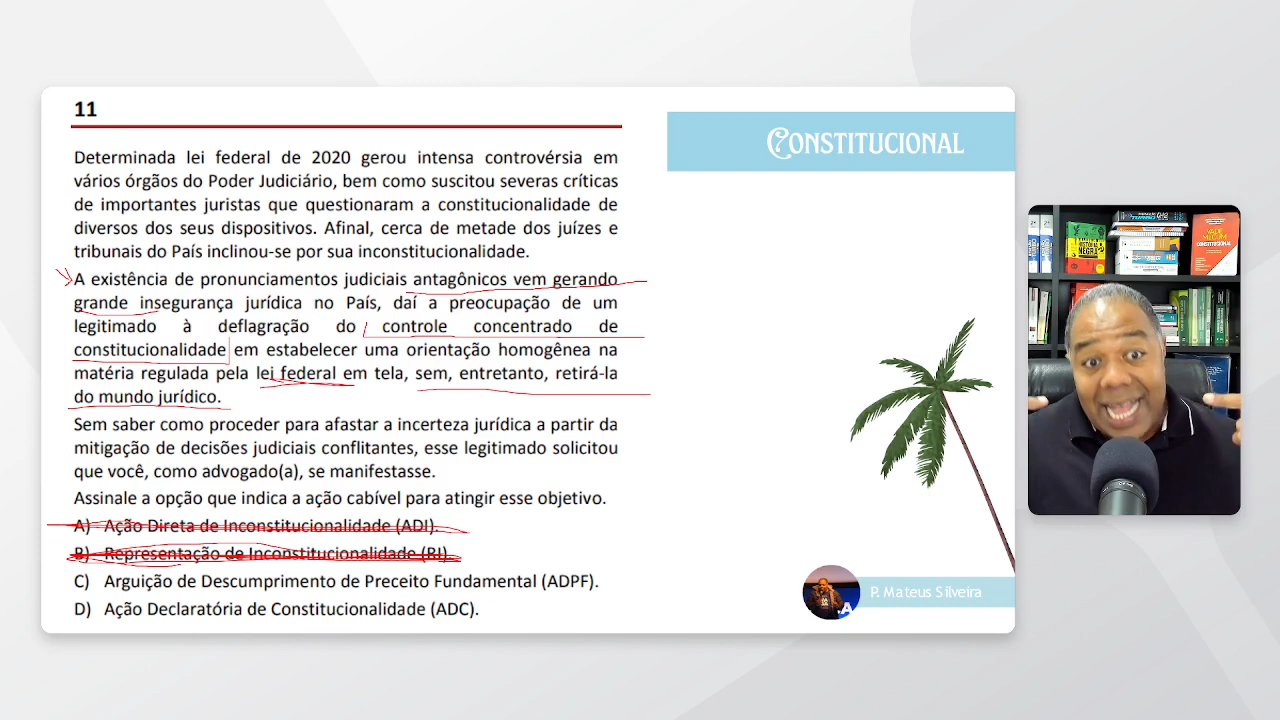 11
Determinada lei federal de 2020 gerou intensa controvérsia em
vários órgãos do Poder Judiciário, bem como suscitou severas críticas
de importantes juristas que questionaram a constitucionalidade de
diversos dos seus dispositivos. Afinal, cerca de metade dos juízes e
tribunais do País inclinou-se por sua inconstitucionalidade.
A existência de pronunciamentos judiciais antagônicos vem gerando
grande insegurança jurídica no País, daí a preocupação de um
legitimado à deflagração do controle concentrado de
constitucionalidade em estabelecer uma orientação homogênea na
matéria regulada pela lei federal em tela, sem, entretanto, retirá-la
do mundo jurídico.
Sem saber como proceder para afastar a incerteza jurídica a partir da
mitigação de decisões judiciais conflitantes, esse legitimado solicitou
que você, como advogado(a), se manifestasse.
Assinale a opção que indica a ação cabível para atingir esse objetivo.
A) Ação Direta de Inconstitucionalidade (ADI).
B) Representação de Inconstitucionalidade (RI).
C) Arguição de Descumprimento de Preceito Fundamental (ADPF).
D) Ação Declaratória de Constitucionalidade (ADC).
CONSTITUCIONAL
P. Mateus Silveira
VADE MECUM
CONSTITUCIONAL